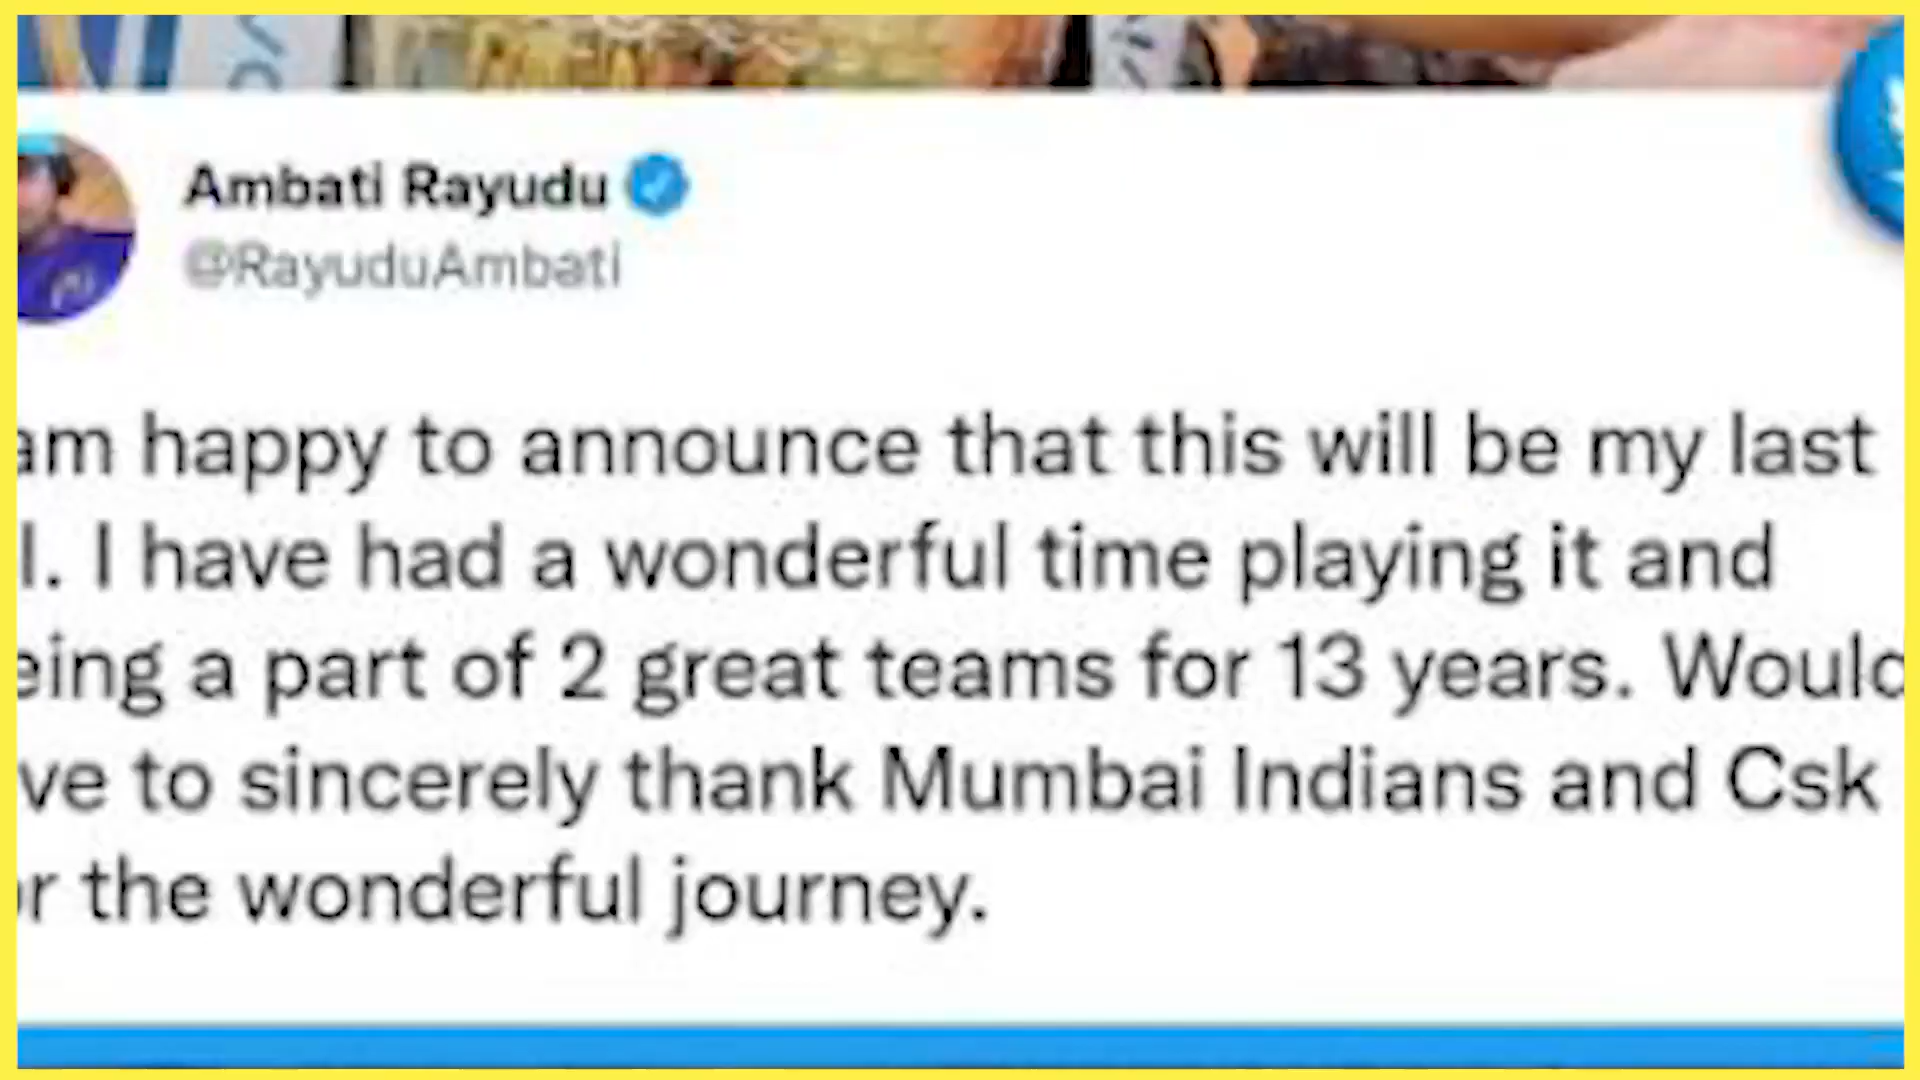 Ambati Rayudu
@RayuduAmbati
am happy to announce that this will be my last
l. I have had a wonderful time playing it and
eing a part of 2 great teams for 13 years. Would
ve to sincerely thank Mumbai Indians and Csk
r the wonderful journey.